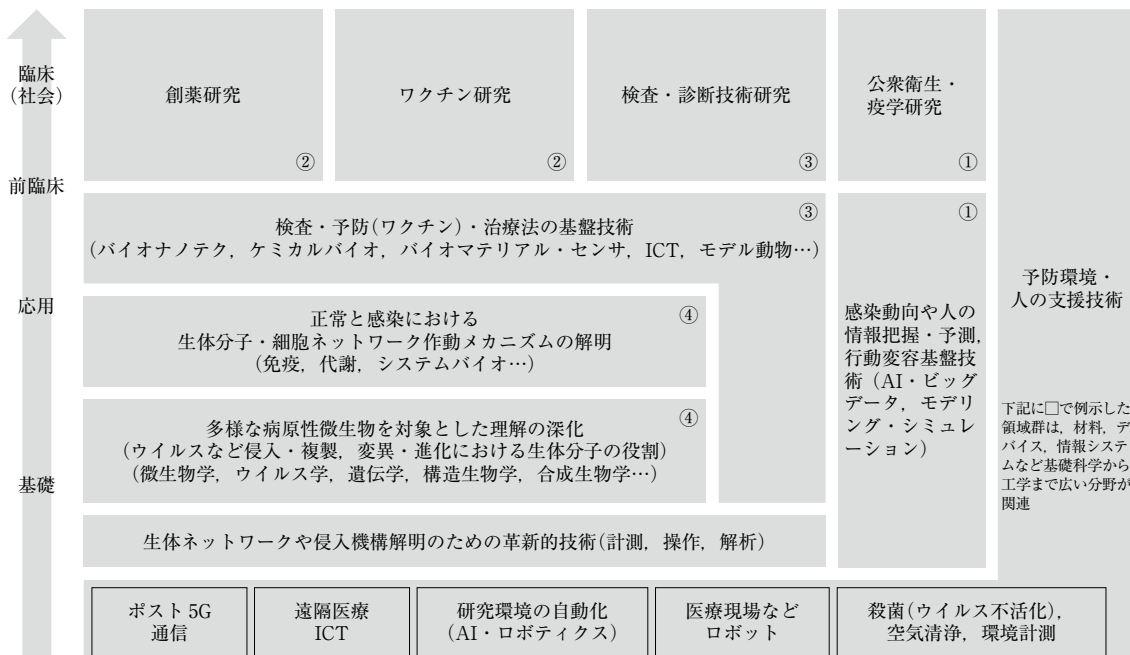 臨床
(社会)
前臨床
応用
基礎
創薬研究
②
ワクチン研究
②
検査・診断技術研究
③
公衆衛生・
疫学研究
①
検査・予防(ワクチン)・治療法の基盤技術
(バイオナノテク，ケミカルバイオ，バイオマテリアル・センサ，ICT，モデル動物…)
③
正常と感染における
生体分子・細胞ネットワーク作動メカニズムの解明
(免疫，代謝，システムバイオ…)
④
多様な病原性微生物を対象とした理解の深化
(ウイルスなど侵入・複製，変異・進化における生体分子の役割)
(微生物学，ウイルス学，遺伝学，構造生物学，合成生物学…)
④
生体ネットワークや侵入機構解明のための革新的技術(計測，操作，解析)
①
感染動向や人の
情報把握・予測，
行動変容基盤技
術（AI・ビッグ
データ，モデリ
ング・シミュレ
ーション）
予防環境・
人の支援技術
下記に□で例示した
領域群は，材料，デ
バイス，情報システ
ムなど基礎科学から
工学まで広い分野が
関連
ポスト 5G
通信
遠隔医療
ICT
研究環境の自動化
(AI・ロボティクス)
医療現場など
ロボット
殺菌(ウイルス不活化)，
空気清浄，環境計測